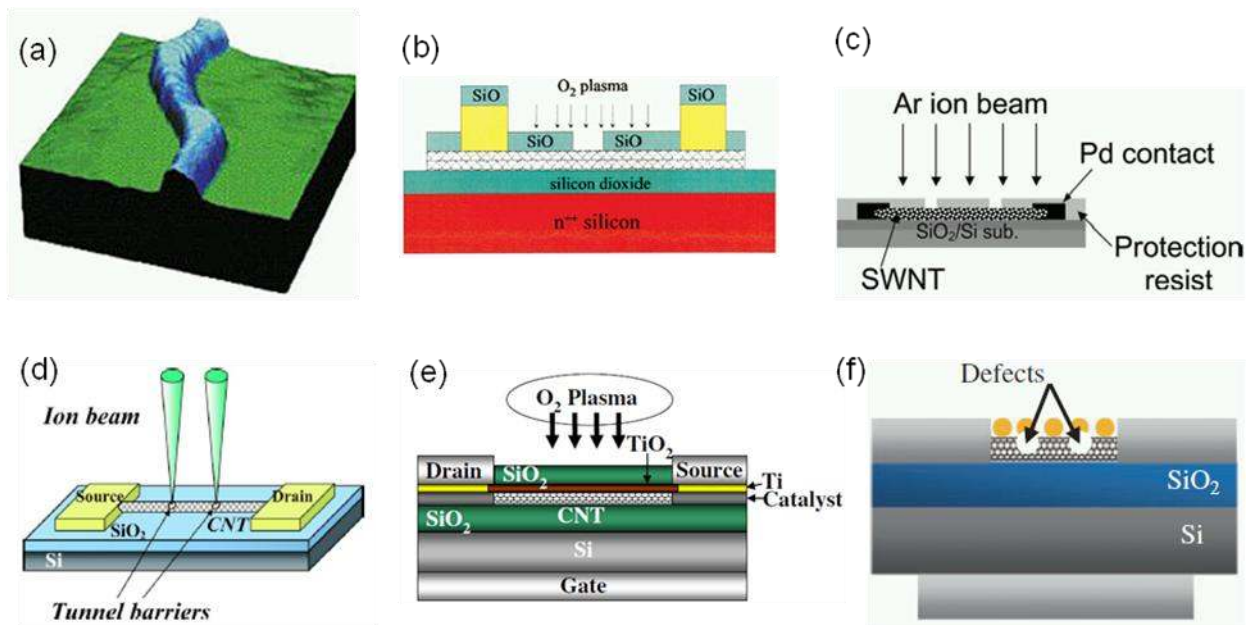 (a)
(b)
O₂ plasma
SiO
SiO
SiO
SiO
silicon dioxide
n⁺⁺ silicon
(c)
Ar ion beam
Pd contact
SiO₂/Si sub.
Protection
resist
SWNT
(d)
Ion beam
Source
Drain
CNT
SiO₂
Si
Tunnel barriers
(e)
O₂ Plasma
TiO₂
Drain
SiO₂
Source
Ti
Catalyst
SiO₂
CNT
Si
Gate
(f)
Defects
SiO₂
Si